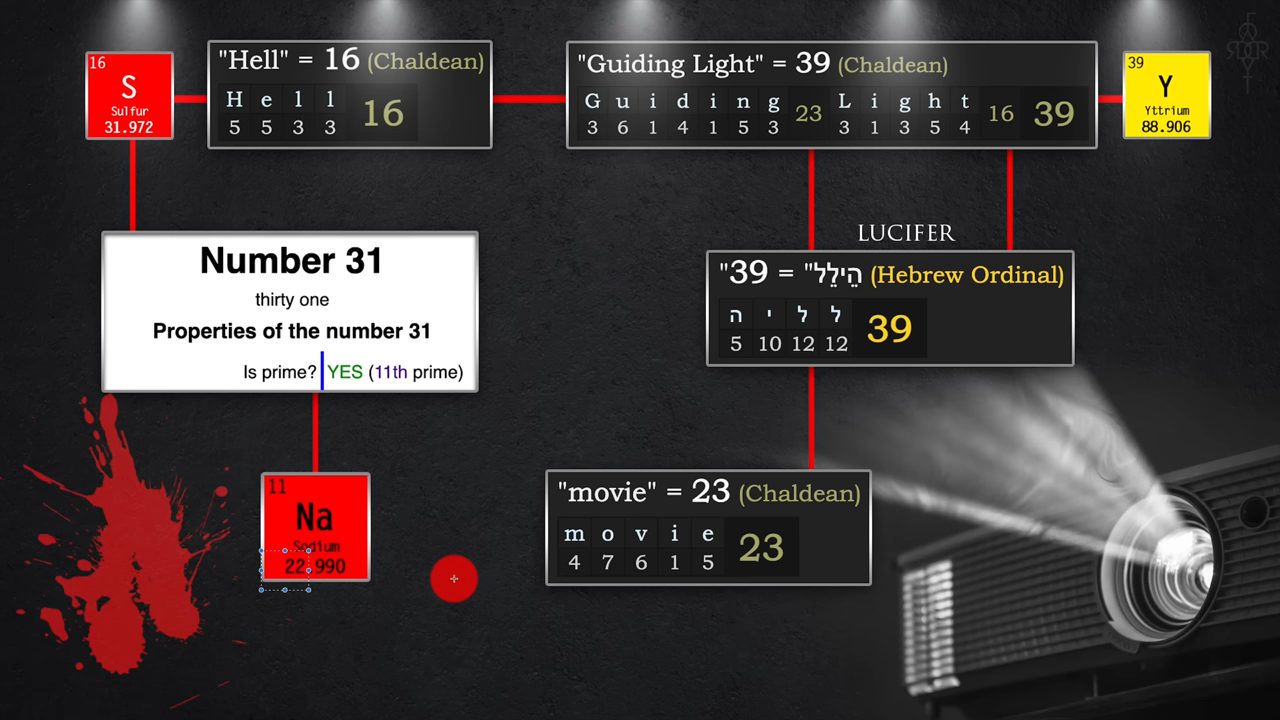 16
S
Sulfur
31.972
"Hell" = 16 (Chaldean)
H e l l
5 5 3 3 16
"Guiding Light" = 39 (Chaldean)
G u i d i n g 23 L i g h t 16 39
3 6 1 4 1 5 3 3 1 3 5 4
39
Y
Yttrium
88.906
Number 31
thirty one
Properties of the number 31
Is prime? YES (11th prime)
LUCIFER
"39 = "הֵילֵל (Hebrew Ordinal)
ה י ל ל
5 10 12 12 39
11
Na
Sodium
22.990
"movie" = 23 (Chaldean)
m o v i e
4 7 6 1 5 23